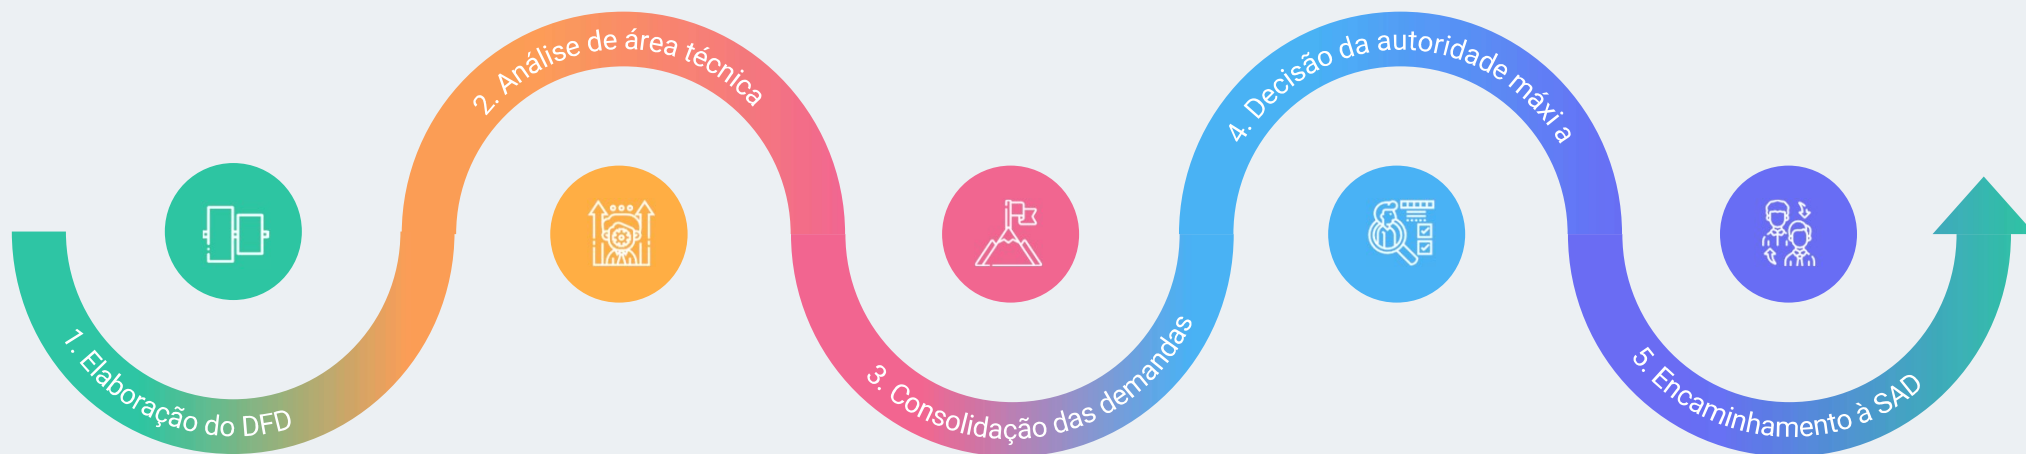 1. Elaboração do DFD
2. Análise de área técnica
3. Consolidação das demandas
4. Decisão da autoridade máxi a
5. Encaminhamento à SAD